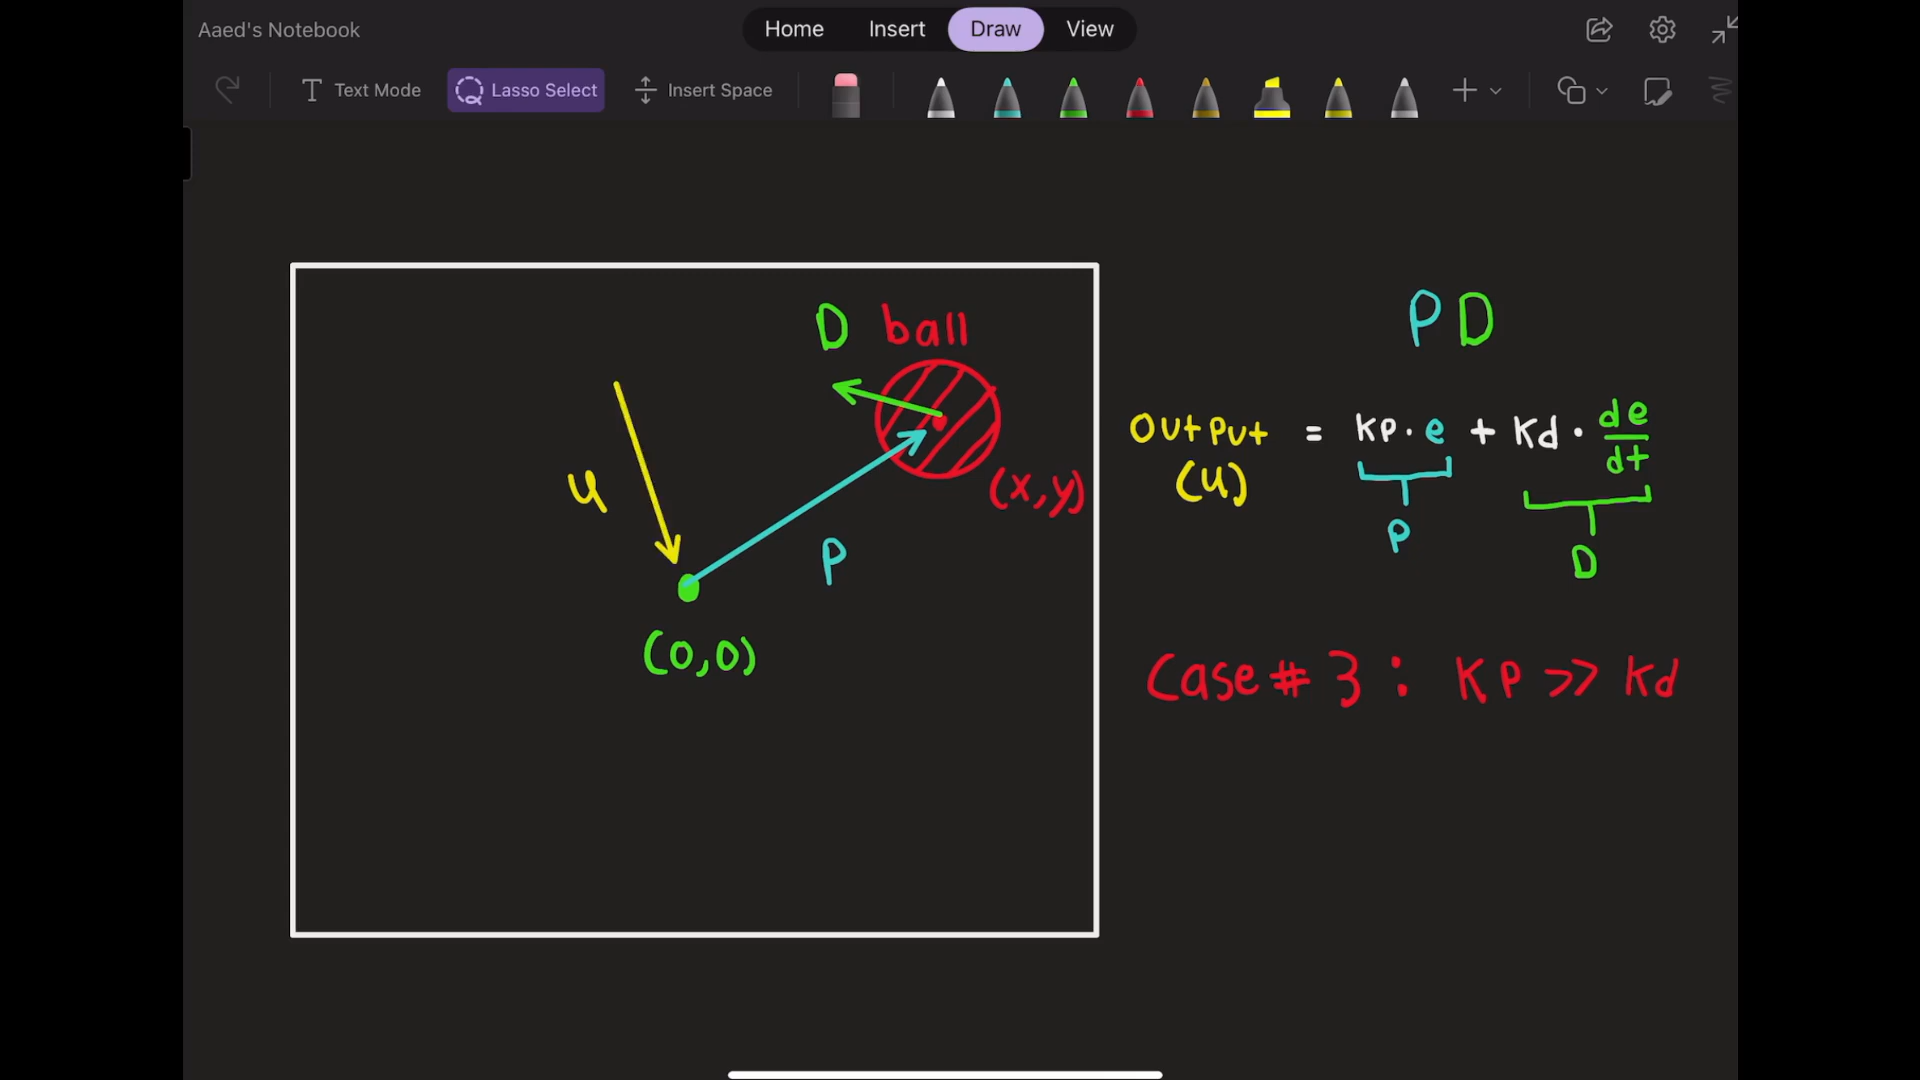 Aaed's Notebook
Home Insert Draw View
Text Mode Lasso Select Insert Space
D ball
u
(x,y)
P
(0,0)
PD
Output = Kp · e + Kd · de/dt
(u)
P
D
Case # 3 : Kp >> Kd